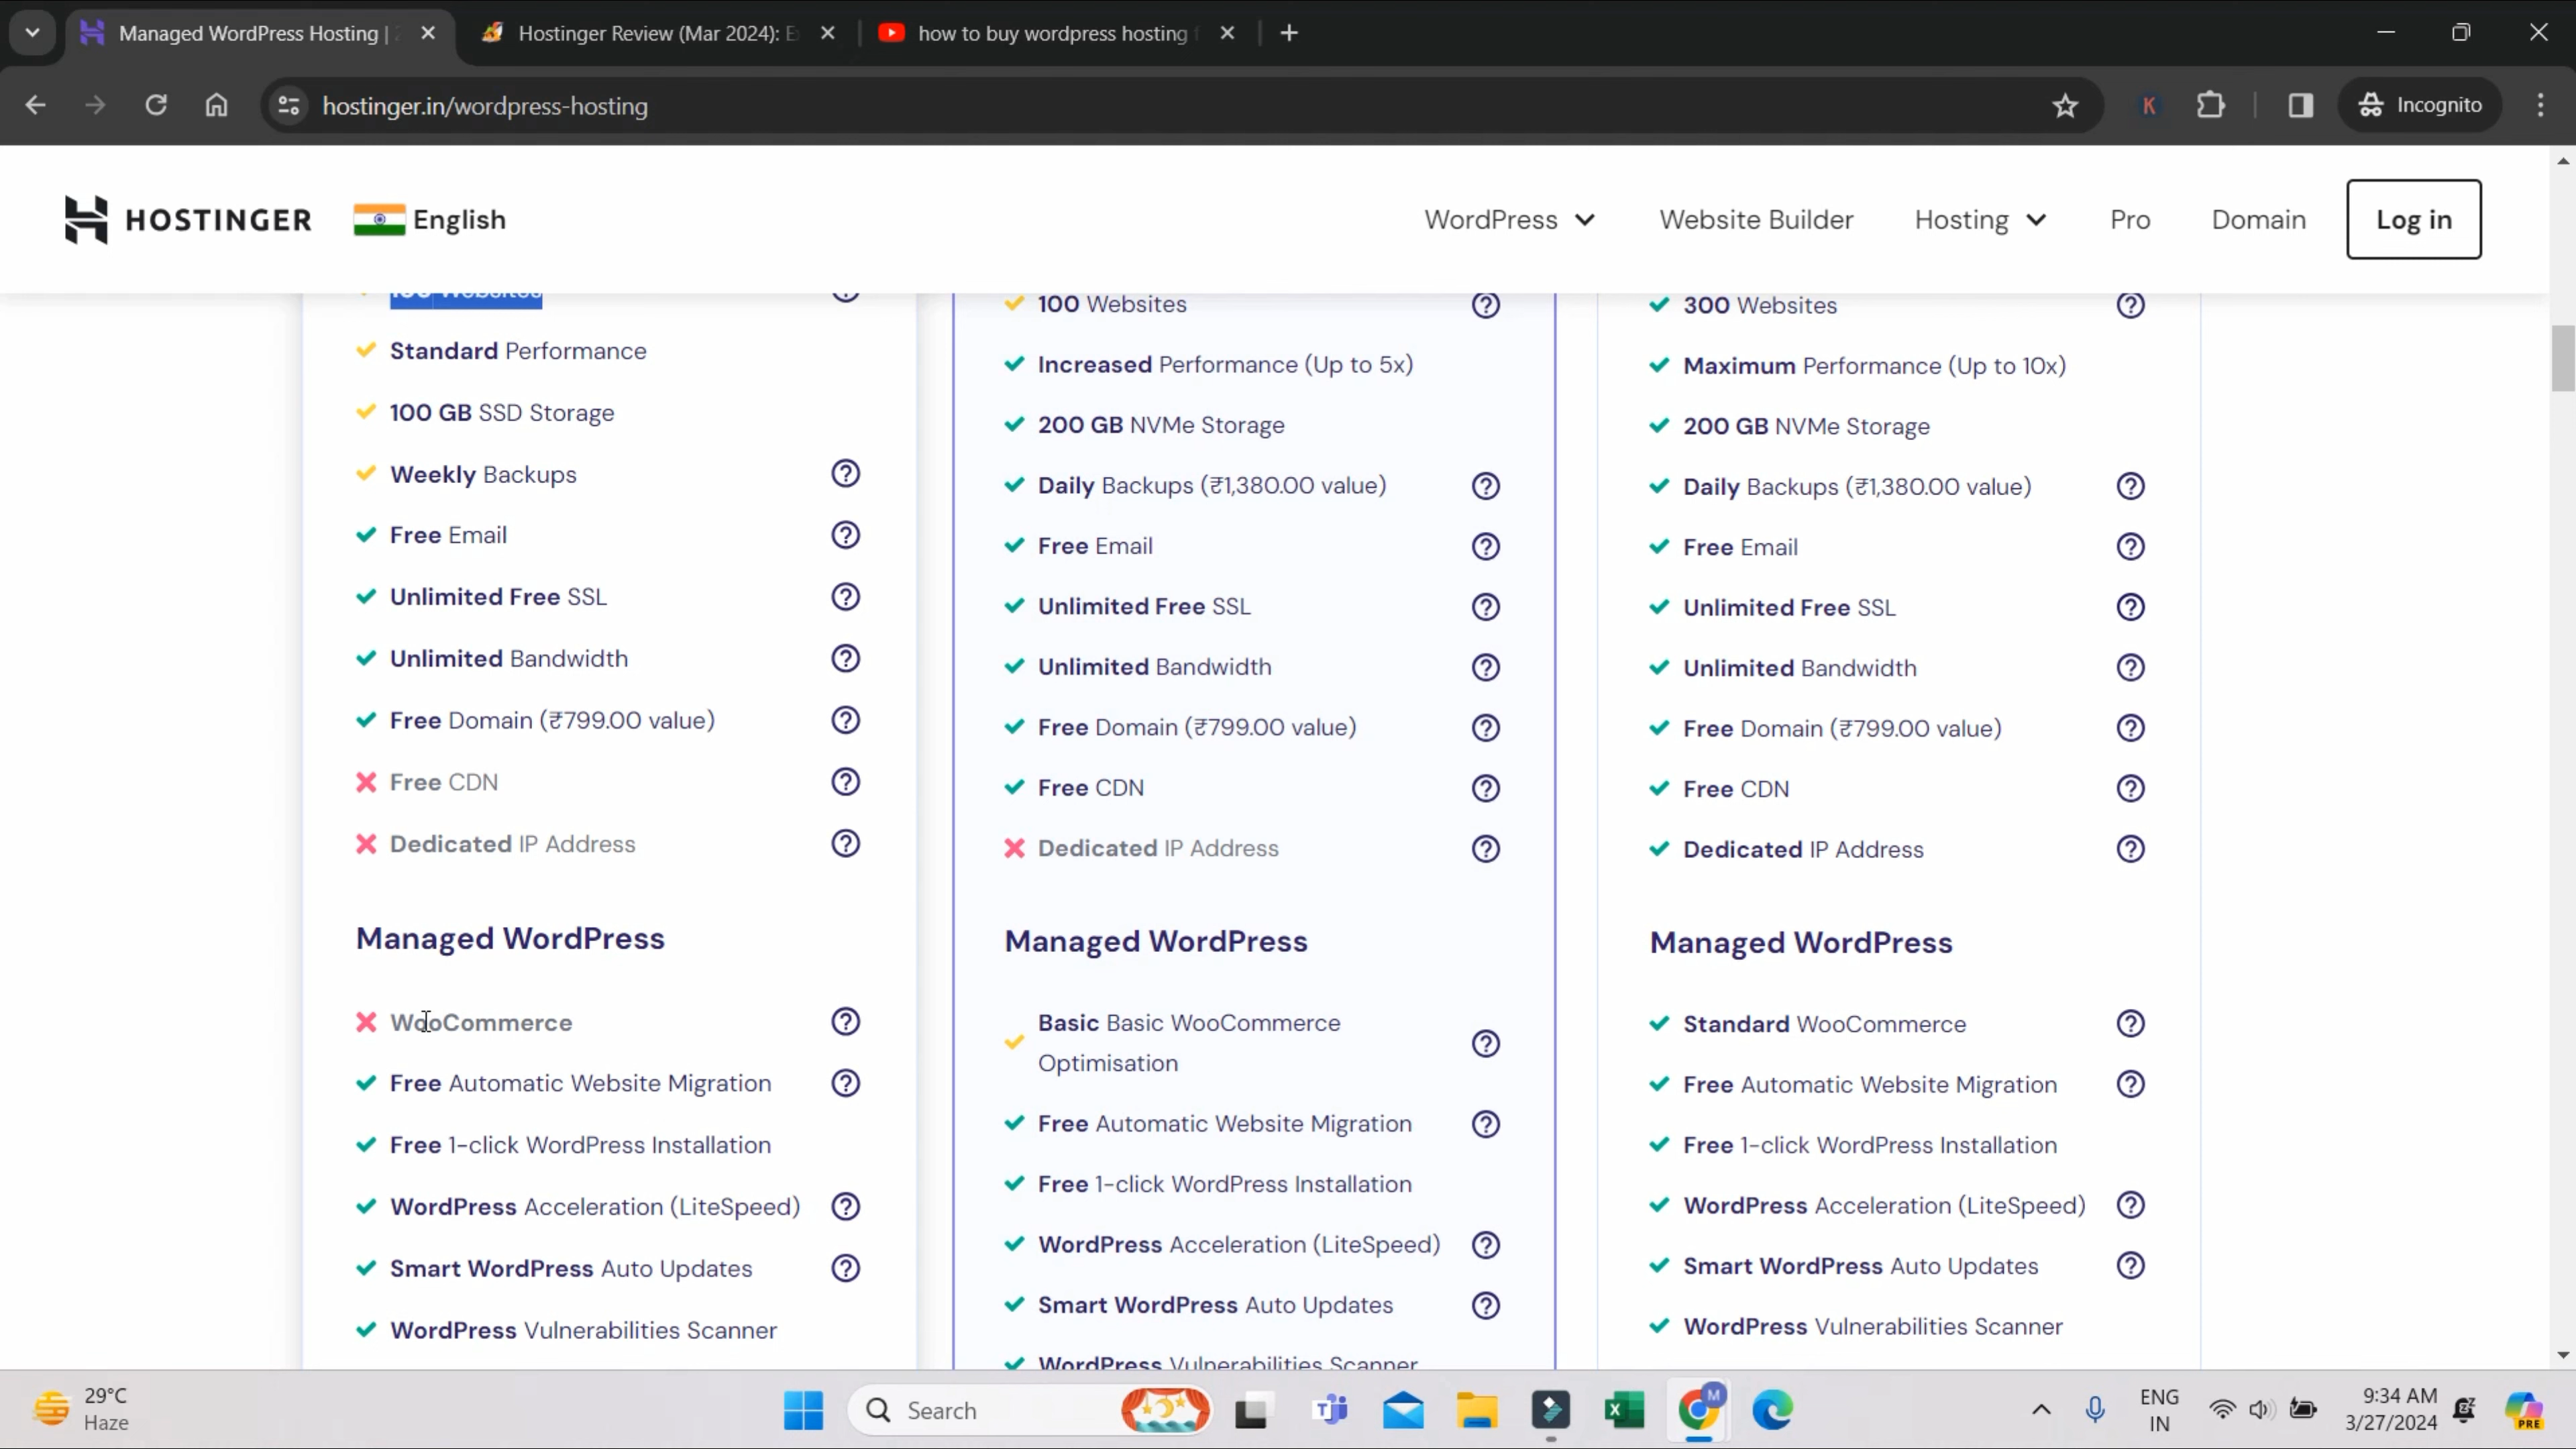 Managed WordPress Hosting |
Hostinger Review (Mar 2024): E
how to buy wordpress hosting
hostinger.in/wordpress-hosting
K
Incognito
HOSTINGER
English
WordPress
Website Builder
Hosting
Pro
Domain
Log in
100 Websites
Standard Performance
100 GB SSD Storage
Weekly Backups
Free Email
Unlimited Free SSL
Unlimited Bandwidth
Free Domain (₹799.00 value)
Free CDN
Dedicated IP Address
Managed WordPress
WooCommerce
Free Automatic Website Migration
Free 1-click WordPress Installation
WordPress Acceleration (LiteSpeed)
Smart WordPress Auto Updates
WordPress Vulnerabilities Scanner
100 Websites
Increased Performance (Up to 5x)
200 GB NVMe Storage
Daily Backups (₹1,380.00 value)
Free Email
Unlimited Free SSL
Unlimited Bandwidth
Free Domain (₹799.00 value)
Free CDN
Dedicated IP Address
Managed WordPress
Basic Basic WooCommerce
Optimisation
Free Automatic Website Migration
Free 1-click WordPress Installation
WordPress Acceleration (LiteSpeed)
Smart WordPress Auto Updates
WordPress Vulnerabilities Scanner
300 Websites
Maximum Performance (Up to 10x)
200 GB NVMe Storage
Daily Backups (₹1,380.00 value)
Free Email
Unlimited Free SSL
Unlimited Bandwidth
Free Domain (₹799.00 value)
Free CDN
Dedicated IP Address
Managed WordPress
Standard WooCommerce
Free Automatic Website Migration
Free 1-click WordPress Installation
WordPress Acceleration (LiteSpeed)
Smart WordPress Auto Updates
WordPress Vulnerabilities Scanner
29°C
Haze
Search
M
ENG
IN
9:34 AM
3/27/2024
PRE